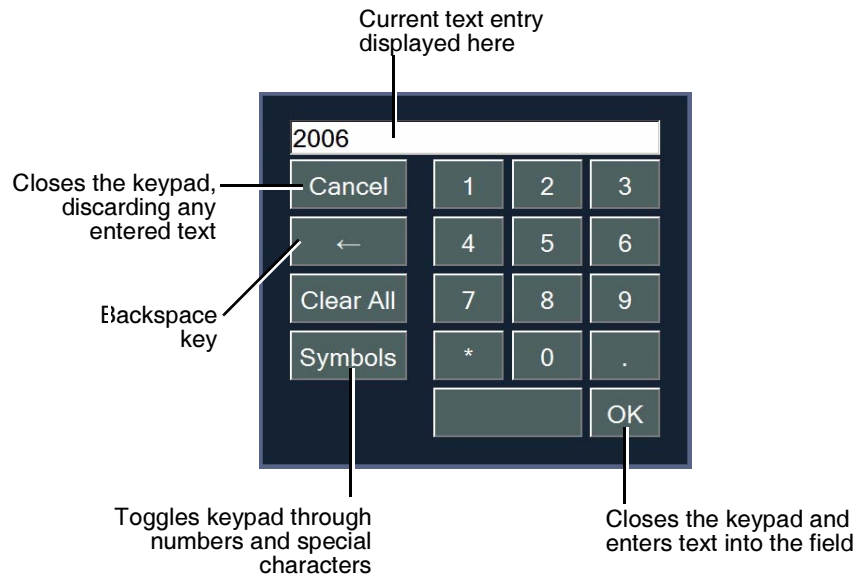 Current text entry
displayed here
2006
Closes the keypad,
discarding any
entered text
Cancel 1 2 3
← 4 5 6
Backspace
key
Clear All 7 8 9
Symbols * 0 .
OK
Toggles keypad through
numbers and special
characters
Closes the keypad and
enters text into the field